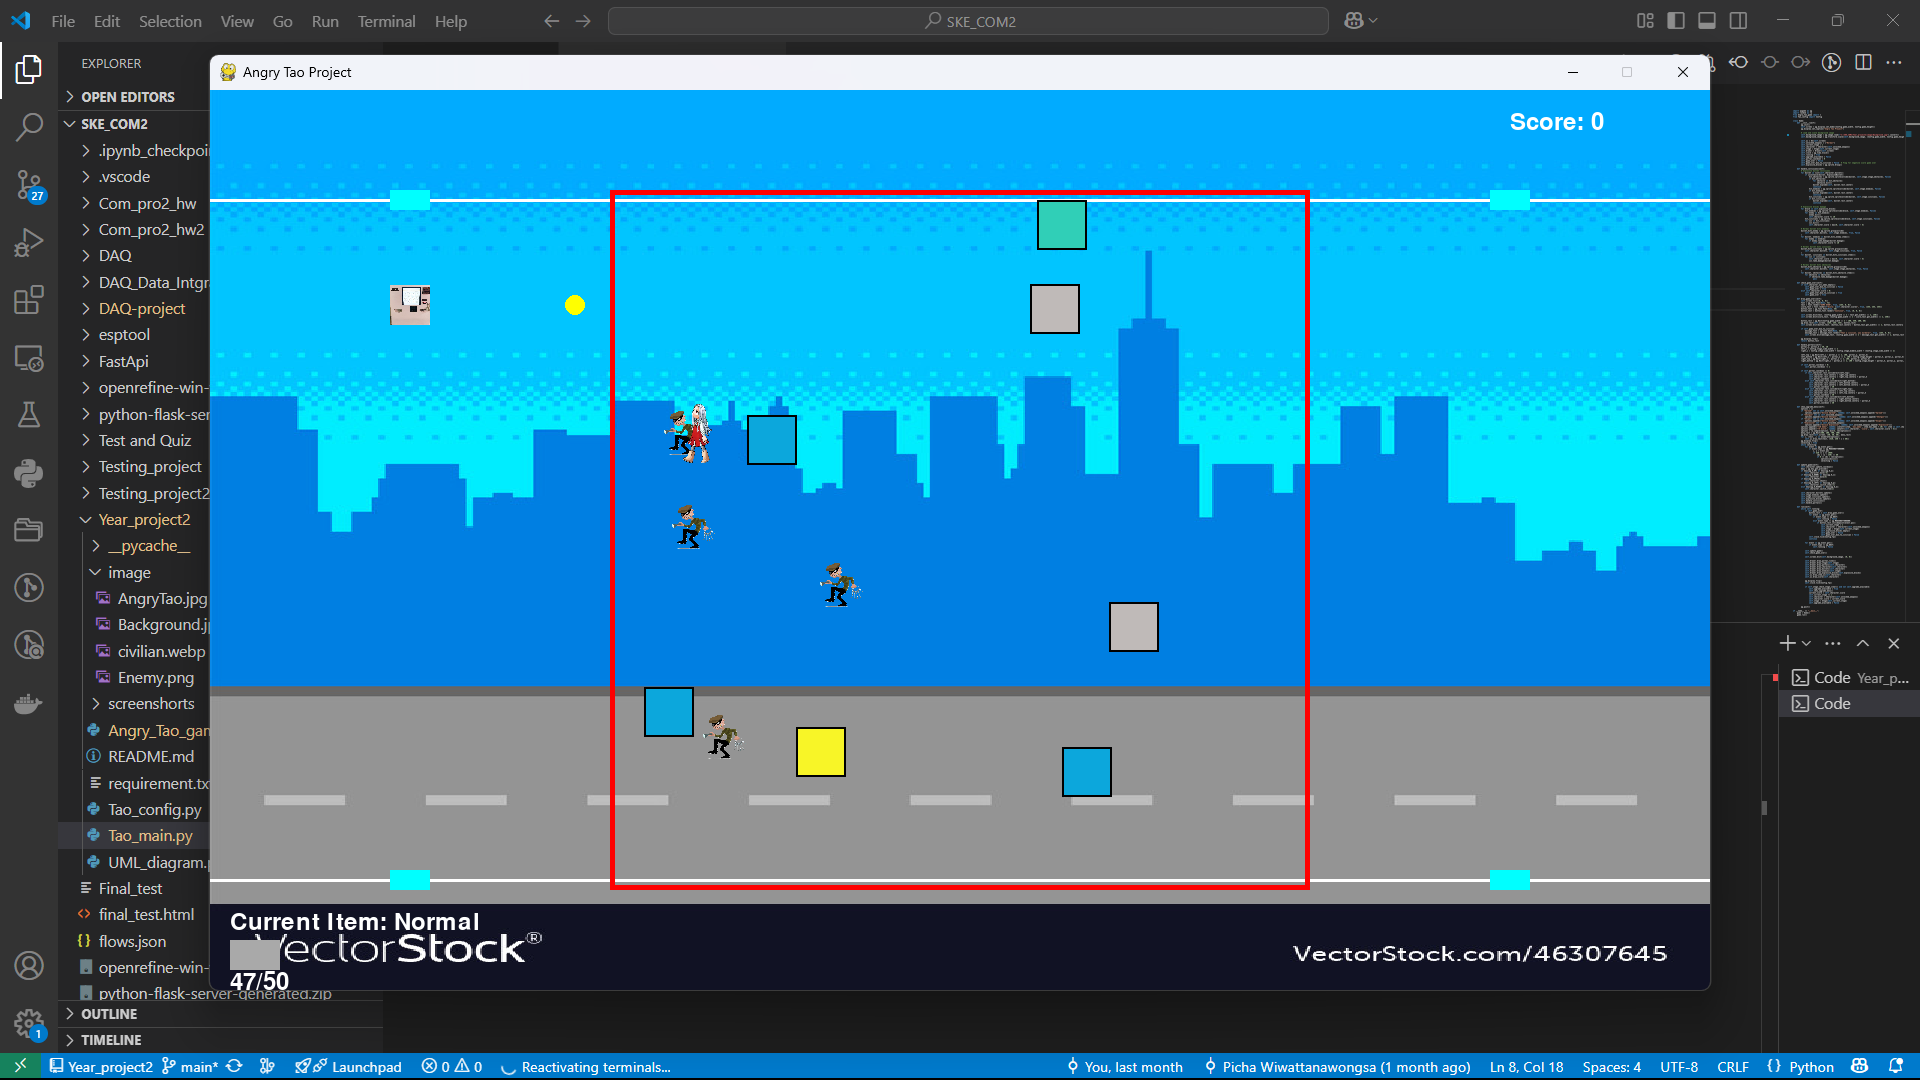 File Edit Selection View Go Run Terminal Help
SKE_COM2
EXPLORER
Angry Tao Project
OPEN EDITORS
SKE_COM2
Score: 0
.ipynb_checkpoi
.vscode
Com_pro2_hw
Com_pro2_hw2
27
DAQ
DAQ_Data_Intgr
DAQ-project
esptool
FastApi
openrefine-win-
python-flask-ser
Test and Quiz
Testing_project
Testing_project2
Year_project2
__pycache__
image
AngryTao.jpg
Background.j
civilian.webp
Enemy.png
screenshorts
Angry_Tao_gar
README.md
requirement.tx
Tao_config.py
Tao_main.py
UML_diagram.
Final_test
final_test.html
flows.json
openrefine-win-
python-flask-server-generated.zip
OUTLINE
TIMELINE
1
Code Year_p...
Code
Current Item: Normal
VectorStock®
VectorStock.com/46307645
47/50
Year_project2 main* Launchpad 0 0 Reactivating terminals...
You, last month Picha Wiwattanawongsa (1 month ago) Ln 8, Col 18 Spaces: 4 UTF-8 CRLF Python